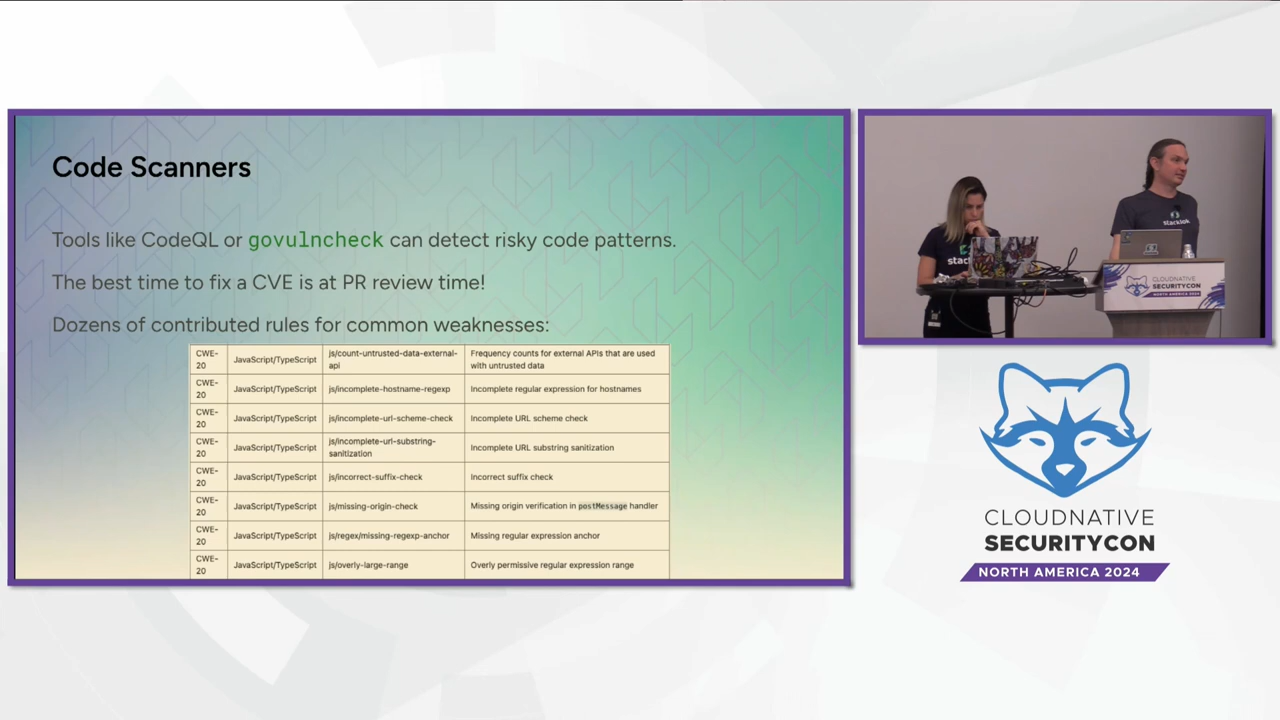 Code Scanners
Tools like CodeQL or govulncheck can detect risky code patterns.
The best time to fix a CVE is at PR review time!
Dozens of contributed rules for common weaknesses:
CWE-
20
JavaScript/TypeScript
js/count-untrusted-data-external-
api
Frequency counts for external APIs that are used
with untrusted data
CWE-
20
JavaScript/TypeScript
js/incomplete-hostname-regexp
Incomplete regular expression for hostnames
CWE-
20
JavaScript/TypeScript
js/incomplete-url-scheme-check
Incomplete URL scheme check
CWE-
20
JavaScript/TypeScript
js/incomplete-url-substring-
sanitization
Incomplete URL substring sanitization
CWE-
20
JavaScript/TypeScript
js/incorrect-suffix-check
Incorrect suffix check
CWE-
20
JavaScript/TypeScript
js/missing-origin-check
Missing origin verification in postMessage handler
CWE-
20
JavaScript/TypeScript
js/regex/missing-regexp-anchor
Missing regular expression anchor
CWE-
20
JavaScript/TypeScript
js/overly-large-range
Overly permissive regular expression range
stacklok
stac
CLOUDNATIVE
SECURITYCON
NORTH AMERICA 2024
CLOUDNATIVE
SECURITYCON
NORTH AMERICA 2024